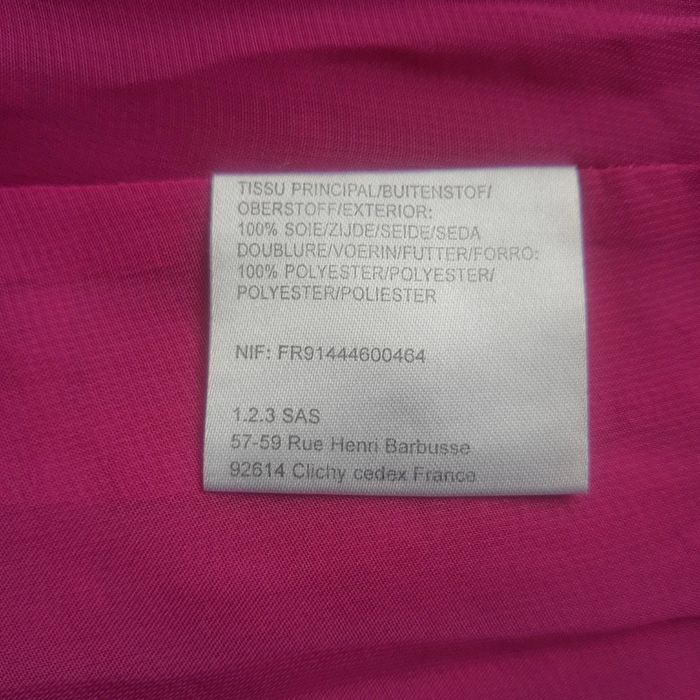 TISSU PRINCIPAL/BUITENSTOF/
OBERSTOFF/EXTERIOR:
100% SOIE/ZIJDE/SEIDE/SEDA
DOUBLURE/VOERIN/FUTTER/FORRO:
100% POLYESTER/POLYESTER/
POLYESTER/POLIESTER
NIF: FR91444600464
1.2.3 SAS
57-59 Rue Henri Barbusse
92614 Clichy cedex France